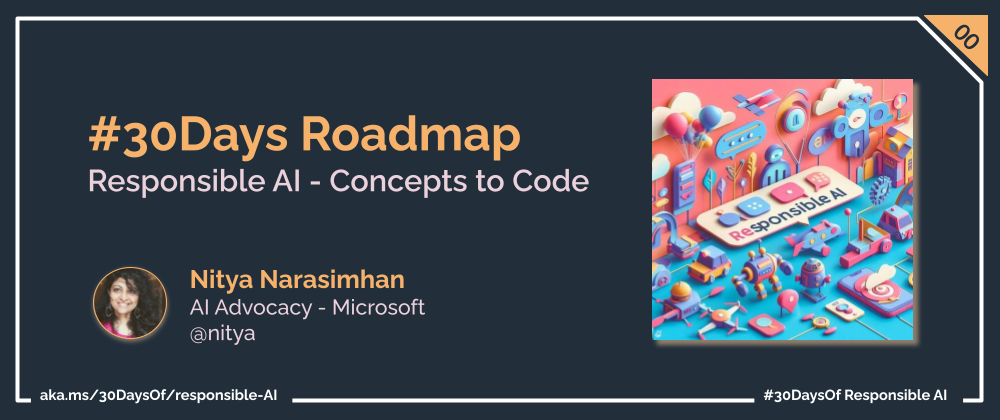 00
#30Days Roadmap
Responsible AI - Concepts to Code
Responsible AI
Nitya Narasimhan
AI Advocacy - Microsoft
@nitya
aka.ms/30DaysOf/responsible-AI
#30DaysOf Responsible AI